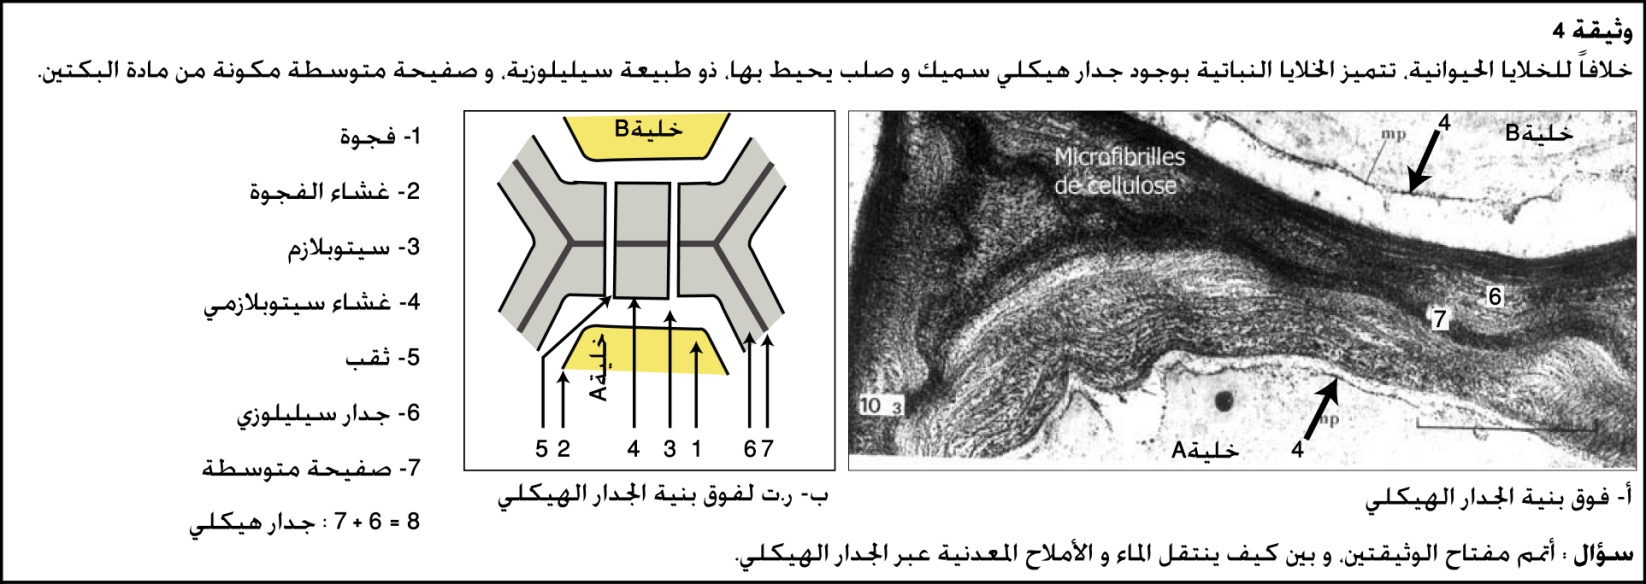 وثيقة 4
خلافاً للخلايا الحيوانية، تتميز الخلايا النباتية بوجود جدار هيكلي سميك و صلب يحيط بها، ذو طبيعة سيليلوزية، و صفيحة متوسطة مكونة من مادة البكتين.
خلية B
mp
4
Microfibrilles
de cellulose
6
7
10 3
mp
خلية A
4
أ- فوق بنية الجدار الهيكلي
خلية B
خلية A
5 2 4 3 1 6 7
ب- ر.ت لفوق بنية الجدار الهيكلي
1- فجوة
2- غشاء الفجوة
3- سيتوبلازم
4- غشاء سيتوبلازمي
5- ثقب
6- جدار سيليلوزي
7- صفيحة متوسطة
8 = 6 + 7 : جدار هيكلي
سؤال : أتمم مفتاح الوثيقتين، و بين كيف ينتقل الماء و الأملاح المعدنية عبر الجدار الهيكلي.